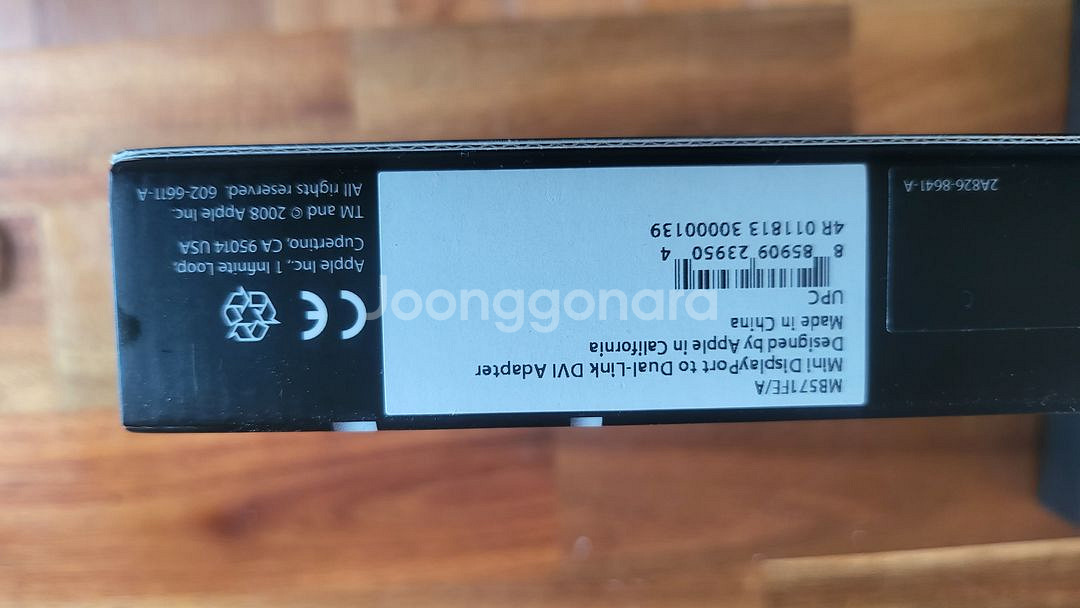 MB571FE/A
Mini DisplayPort to Dual-Link DVI Adapter
Designed by Apple in California
Made in China
UPC
8 85909 23950 4
4R 011813 30000139
Apple Inc., 1 Infinite Loop,
Cupertino, CA 95014 USA
TM and © 2008 Apple Inc.
All rights reserved. 602-6611-A
2A826-8641-A
Joonggonara